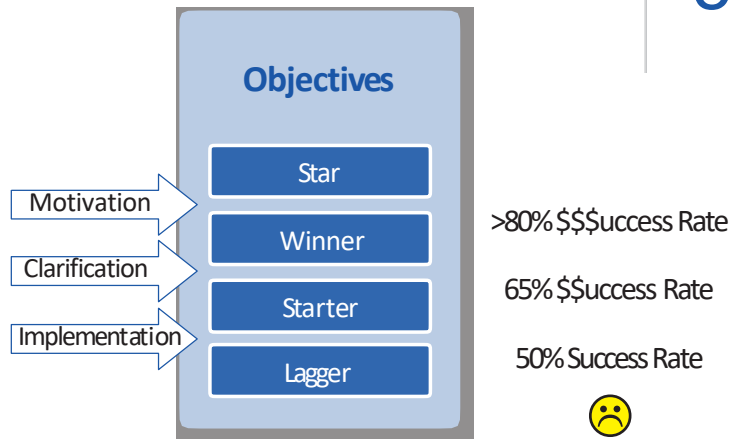 Objectives
Star
Motivation
Winner
>80% $$$uccess Rate
Clarification
65% $$uccess Rate
Starter
Implementation
50% Success Rate
Lagger